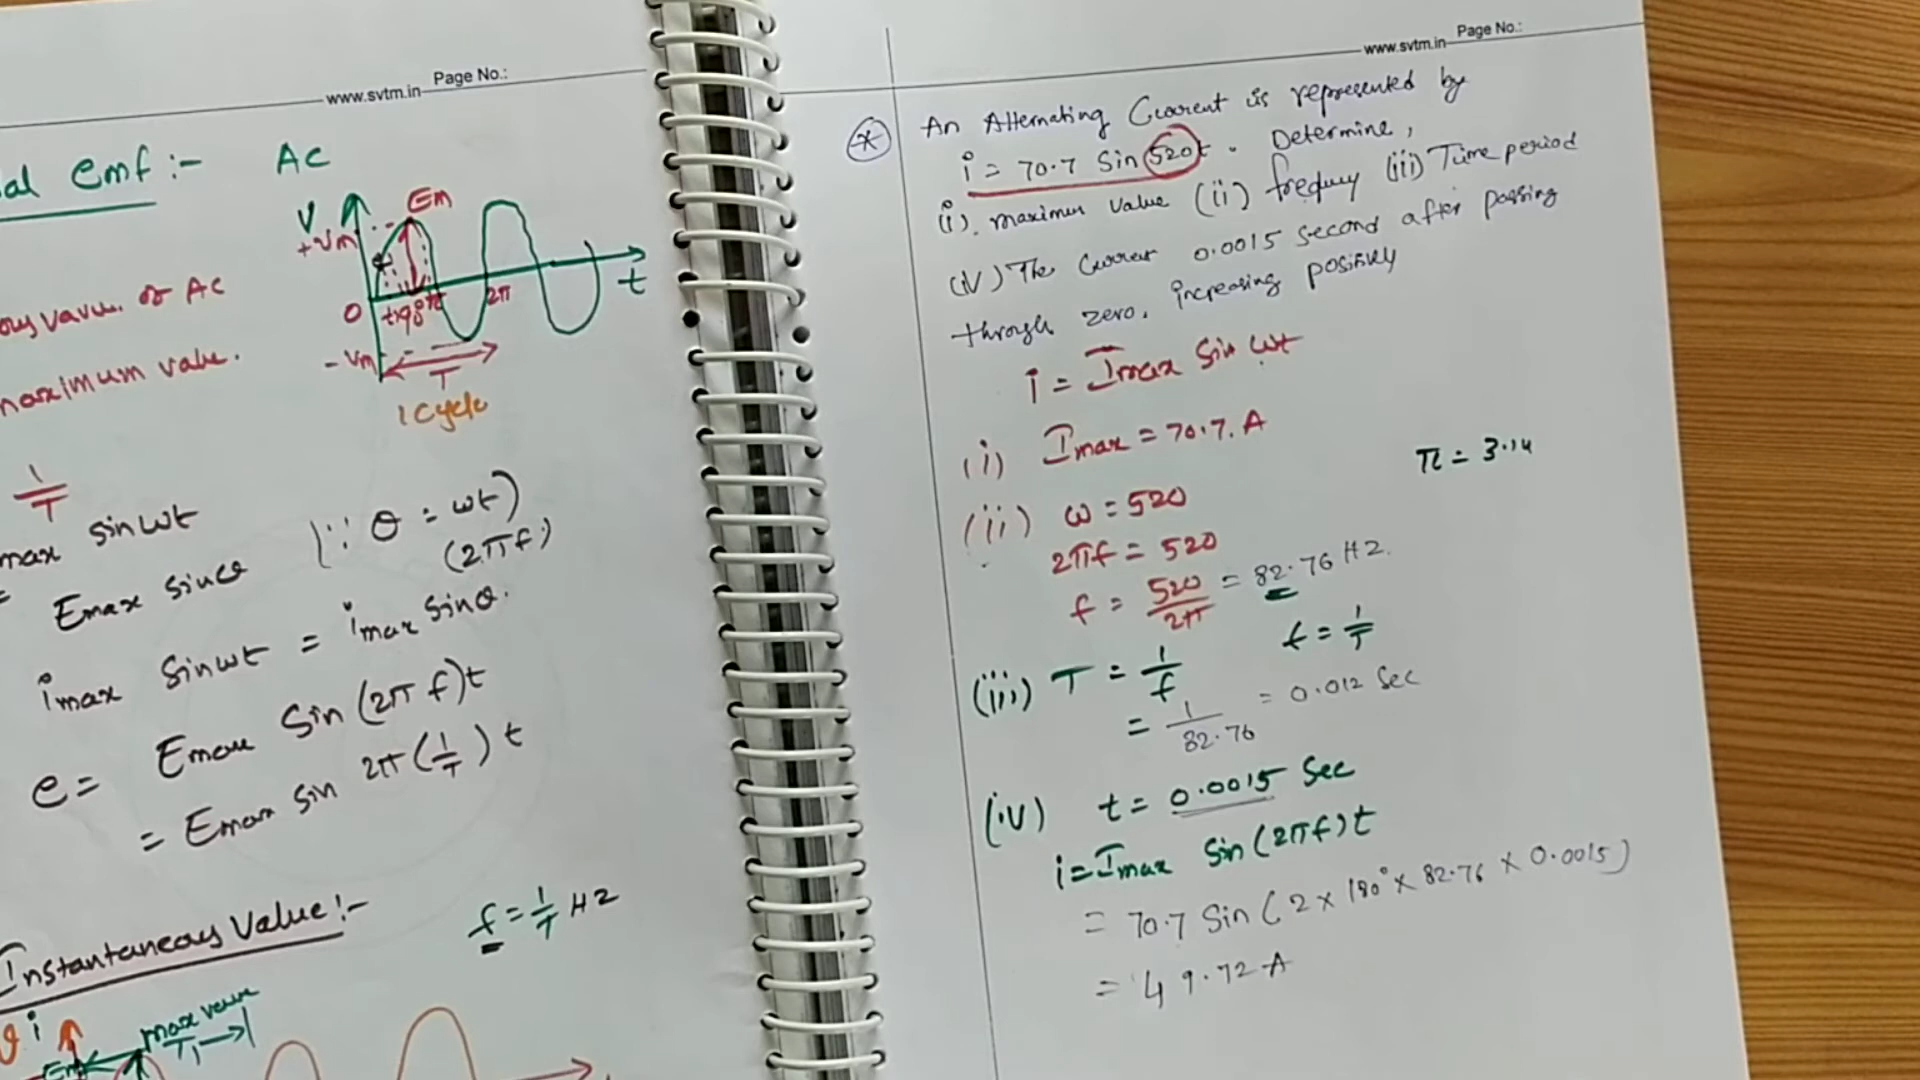 www.svtm.in Page No.:
al emf:- AC
V
+Vm
Em
O
90°
π
2π
t
-Vm
T
1 cycle
or AC
maximum value.
1/T
max sin ωt
(∵ θ = ωt)
(2πf)
Emax sin θ
imax sin ωt = imax sin θ.
e = Emax sin (2π f)t
= Emax sin 2π (1/T) t
Instantaneous Value:-
f = 1/T HZ
i
max value
Em
T
www.svtm.in Page No.:
* An Alternating Current is represented by
i = 70.7 Sin 520t. Determine,
(i). maximum value (ii) frequency (iii) Time period
(iv) The Current 0.0015 second after passing
through zero, increasing positively
i = Imax Sin ωt
(i) Imax = 70.7. A
π = 3.14
(ii) ω = 520
2πf = 520
f = 520/2π = 82.76 HZ.
(iii) T = 1/f f = 1/T
= 1/82.76 = 0.012 Sec
(iv) t = 0.0015 Sec
i = Imax Sin (2πf)t
= 70.7 Sin (2 x 180° x 82.76 x 0.0015)
= 49.72 A